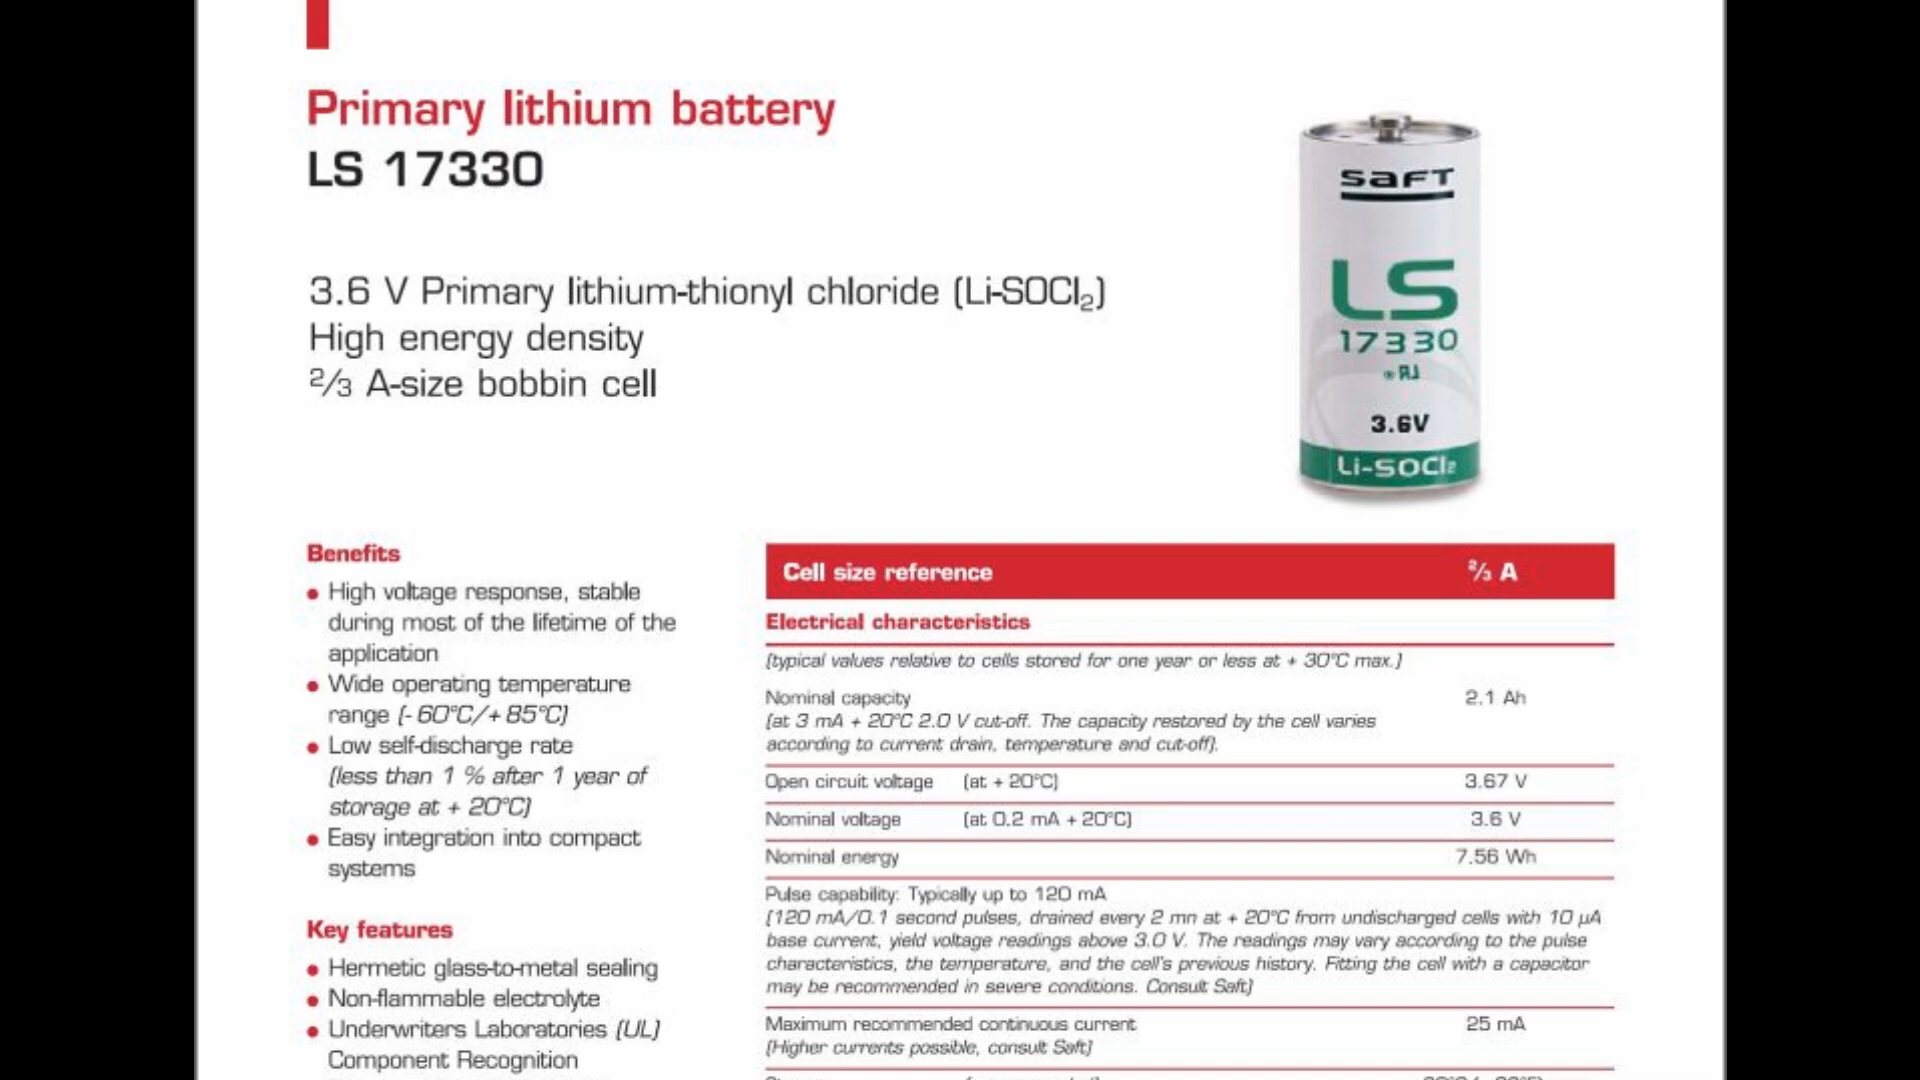 Primary lithium battery
LS 17330
3.6 V Primary lithium-thionyl chloride (Li-SOCl₂)
High energy density
⅔ A-size bobbin cell
SAFT
LS
17330
3.6V
Li-SOCl₂
Benefits
• High voltage response, stable
during most of the lifetime of the
application
• Wide operating temperature
range (- 60°C/+ 85°C)
• Low self-discharge rate
(less than 1 % after 1 year of
storage at + 20°C)
• Easy integration into compact
systems
Key features
• Hermetic glass-to-metal sealing
• Non-flammable electrolyte
• Underwriters Laboratories (UL)
Component Recognition
Cell size reference ⅔ A
Electrical characteristics
(typical values relative to cells stored for one year or less at + 30°C max.)
Nominal capacity 2.1 Ah
(at 3 mA + 20°C 2.0 V cut-off. The capacity restored by the cell varies
according to current drain, temperature and cut-off).
Open circuit voltage (at + 20°C) 3.67 V
Nominal voltage (at 0.2 mA + 20°C) 3.6 V
Nominal energy 7.56 Wh
Pulse capability: Typically up to 120 mA
(120 mA/0.1 second pulses, drained every 2 mn at + 20°C from undischarged cells with 10 µA
base current, yield voltage readings above 3.0 V. The readings may vary according to the pulse
characteristics, the temperature, and the cell's previous history. Fitting the cell with a capacitor
may be recommended in severe conditions. Consult Saft)
Maximum recommended continuous current 25 mA
(Higher currents possible, consult Saft)